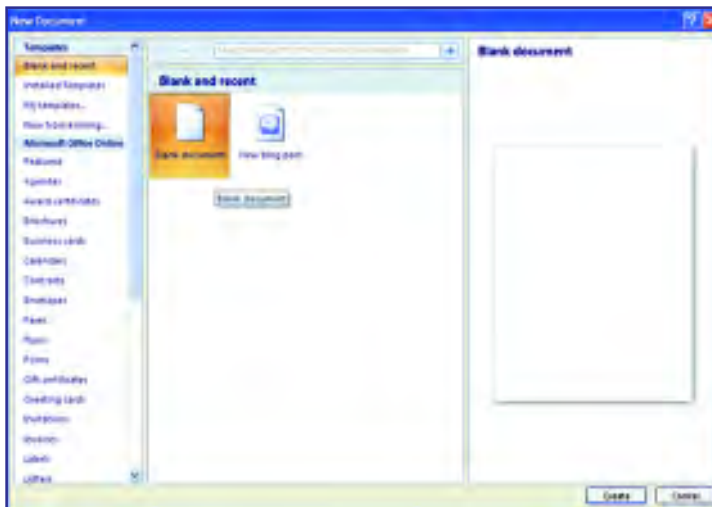 New Document
Templates
Blank and recent
Installed Templates
My templates...
New from existing...
Microsoft Office Online
Featured
Agendas
Award certificates
Brochures
Business cards
Calendars
Contracts
Envelopes
Faxes
Flyers
Forms
Gift certificates
Greeting cards
Invitations
Invoices
Labels
Letters
Blank and recent
Blank document
New blog post
Blank document
Blank document
Create
Cancel